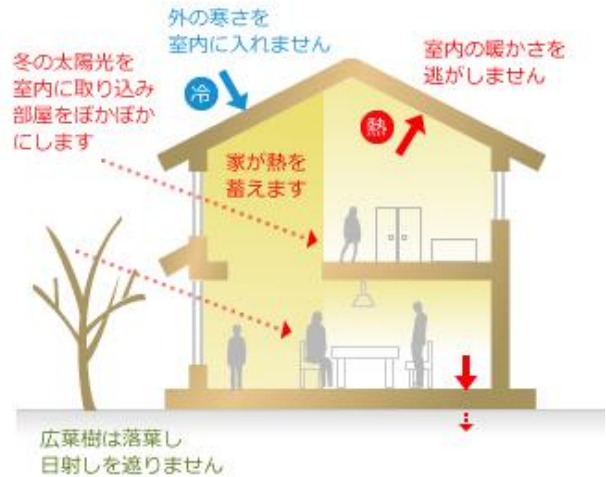 外の寒さを
室内に入れません
室内の暖かさを
逃がしません
冬の太陽光を
室内に取り込み
部屋をぽかぽか
にします
冷
熱
家が熱を
蓄えます
広葉樹は落葉し
日射しを遮りません